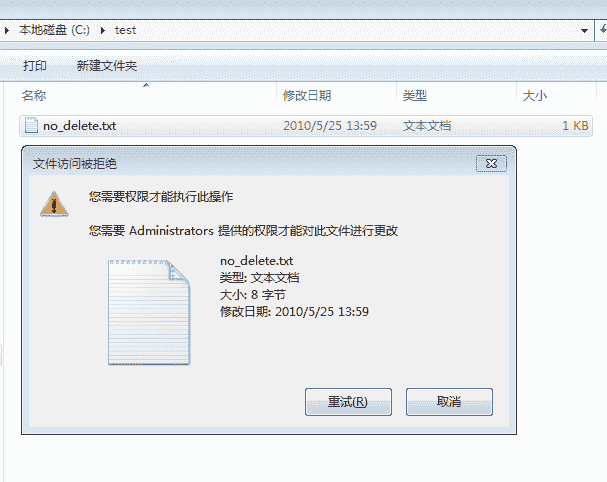 本地磁盘 (C:) test
打印 新建文件夹
名称 修改日期 类型 大小
no_delete.txt 2010/5/25 13:59 文本文档 1 KB
文件访问被拒绝
您需要权限才能执行此操作
您需要 Administrators 提供的权限才能对此文件进行更改
no_delete.txt
类型: 文本文档
大小: 8 字节
修改日期: 2010/5/25 13:59
重试(R) 取消